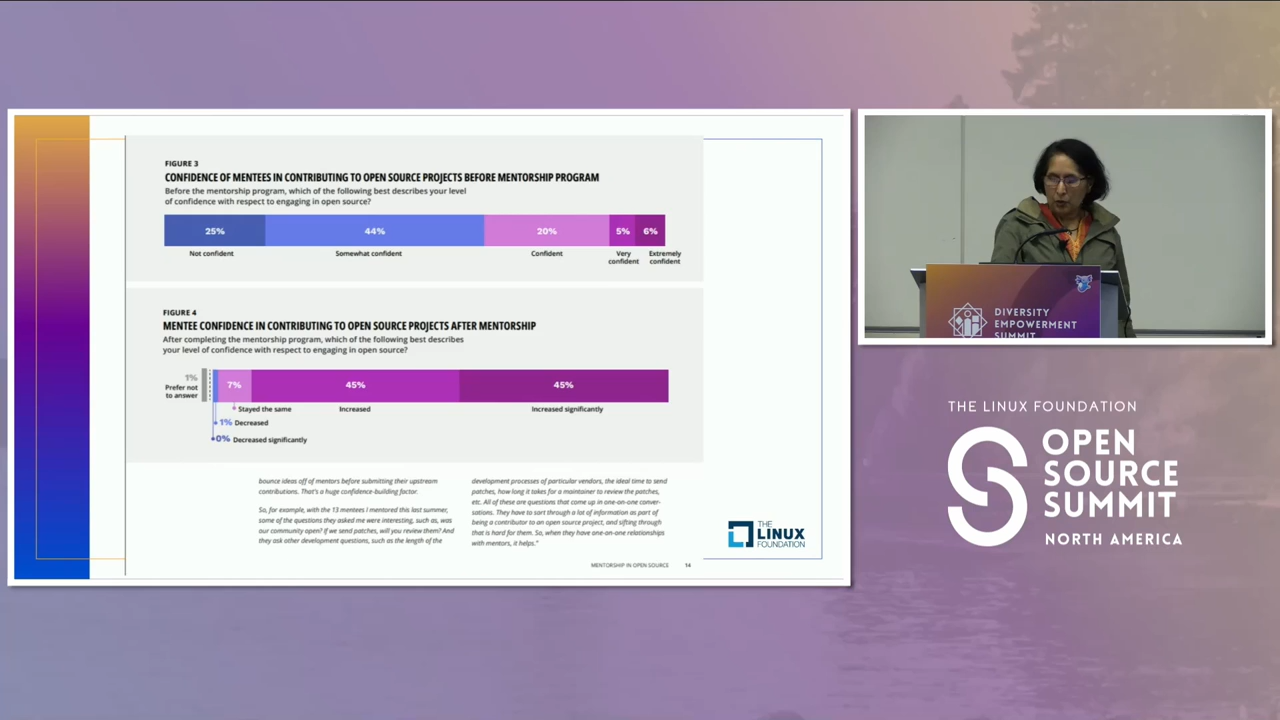 FIGURE 3
CONFIDENCE OF MENTEES IN CONTRIBUTING TO OPEN SOURCE PROJECTS BEFORE MENTORSHIP PROGRAM
Before the mentorship program, which of the following best describes your level
of confidence with respect to engaging in open source?
25%
44%
20%
5%
6%
Not confident
Somewhat confident
Confident
Very
confident
Extremely
confident
FIGURE 4
MENTEE CONFIDENCE IN CONTRIBUTING TO OPEN SOURCE PROJECTS AFTER MENTORSHIP
After completing the mentorship program, which of the following best describes
your level of confidence with respect to engaging in open source?
1%
Prefer not
to answer
7%
45%
45%
Stayed the same
Increased
Increased significantly
1% Decreased
0% Decreased significantly
bounce ideas off of mentors before submitting their upstream
contributions. That's a huge confidence-building factor.
So, for example, with the 13 mentees I mentored this last summer,
some of the questions they asked me were interesting, such as, was
our community open? if we send patches, will you review them? And
they ask other development questions, such as the length of the
development processes of particular vendors, the ideal time to send
patches, how long it takes for a maintainer to review the patches,
etc. All of these are questions that come up in one-on-one conver-
sations. They have to sort through a lot of information as part of
being a contributor to an open source project, and sifting through
that is hard for them. So, when they have one-on-one relationships
with mentors, it helps."
THE
LINUX
FOUNDATION
MENTORSHIP IN OPEN SOURCE 14
DIVERSITY
EMPOWERMENT
SUMMIT
THE LINUX FOUNDATION
OPEN
SOURCE
SUMMIT
NORTH AMERICA